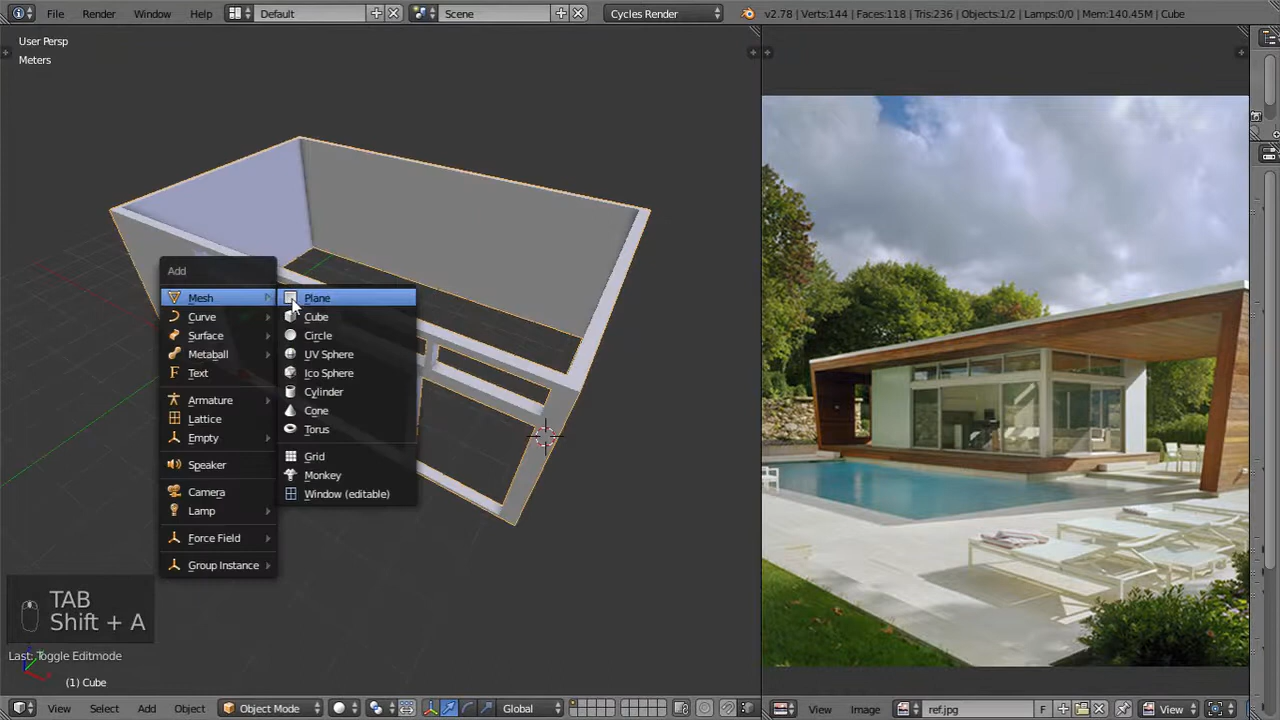 File Render Window Help Default Scene Cycles Render v2.78 | Verts:144 | Faces:118 | Tris:236 | Objects:1/2 | Lamps:0/0 | Mem:140.45M | Cube
User Persp
Meters
Add
Mesh
Curve
Surface
Metaball
Text
Armature
Lattice
Empty
Speaker
Camera
Lamp
Force Field
Group Instance
Plane
Cube
Circle
UV Sphere
Ico Sphere
Cylinder
Cone
Torus
Grid
Monkey
Window (editable)
TAB
Shift + A
Last: Toggle Editmode
(1) Cube
View Select Add Object Object Mode Global View Image ref.jpg F View